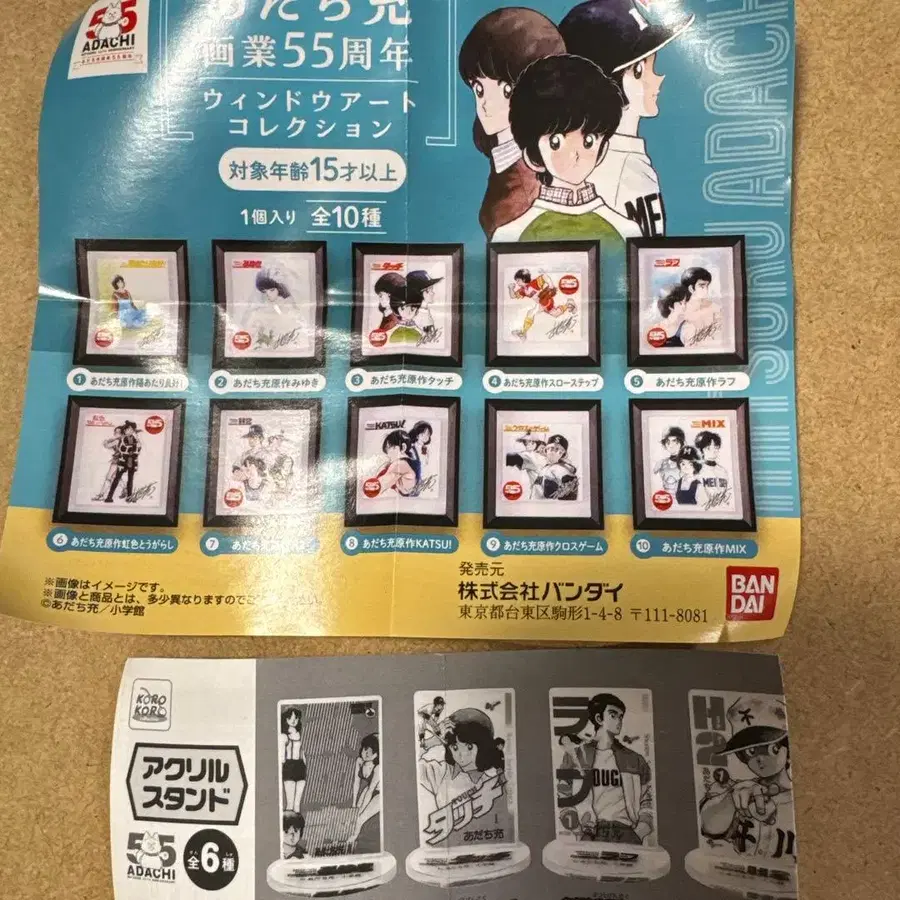 55
ADACHI
あだち充
画業55周年
ウィンドウアート
コレクション
対象年齢15才以上
1個入り 全10種
MITSURU ADACHI
1 あだち充原作陽あたり良好!
2 あだち充原作みゆき
3 あだち充原作タッチ
4 あだち充原作スローステップ
5 あだち充原作ラフ
6 あだち充原作虹色とうがらし
7
8 あだち充原作KATSU!
9 あだち充原作クロスゲーム
10 あだち充原作MIX
※画像はイメージです。
※画像と商品とは、多少異なりますのでご
©あだち充/小学館
発売元
株式会社バンダイ
東京都台東区駒形1-4-8 〒111-8081
BAN
DAI
KORO
KORO
アクリル
スタンド
55
ADACHI
全6種
タッチ
1
あだち充
ラフ
1
H2
1